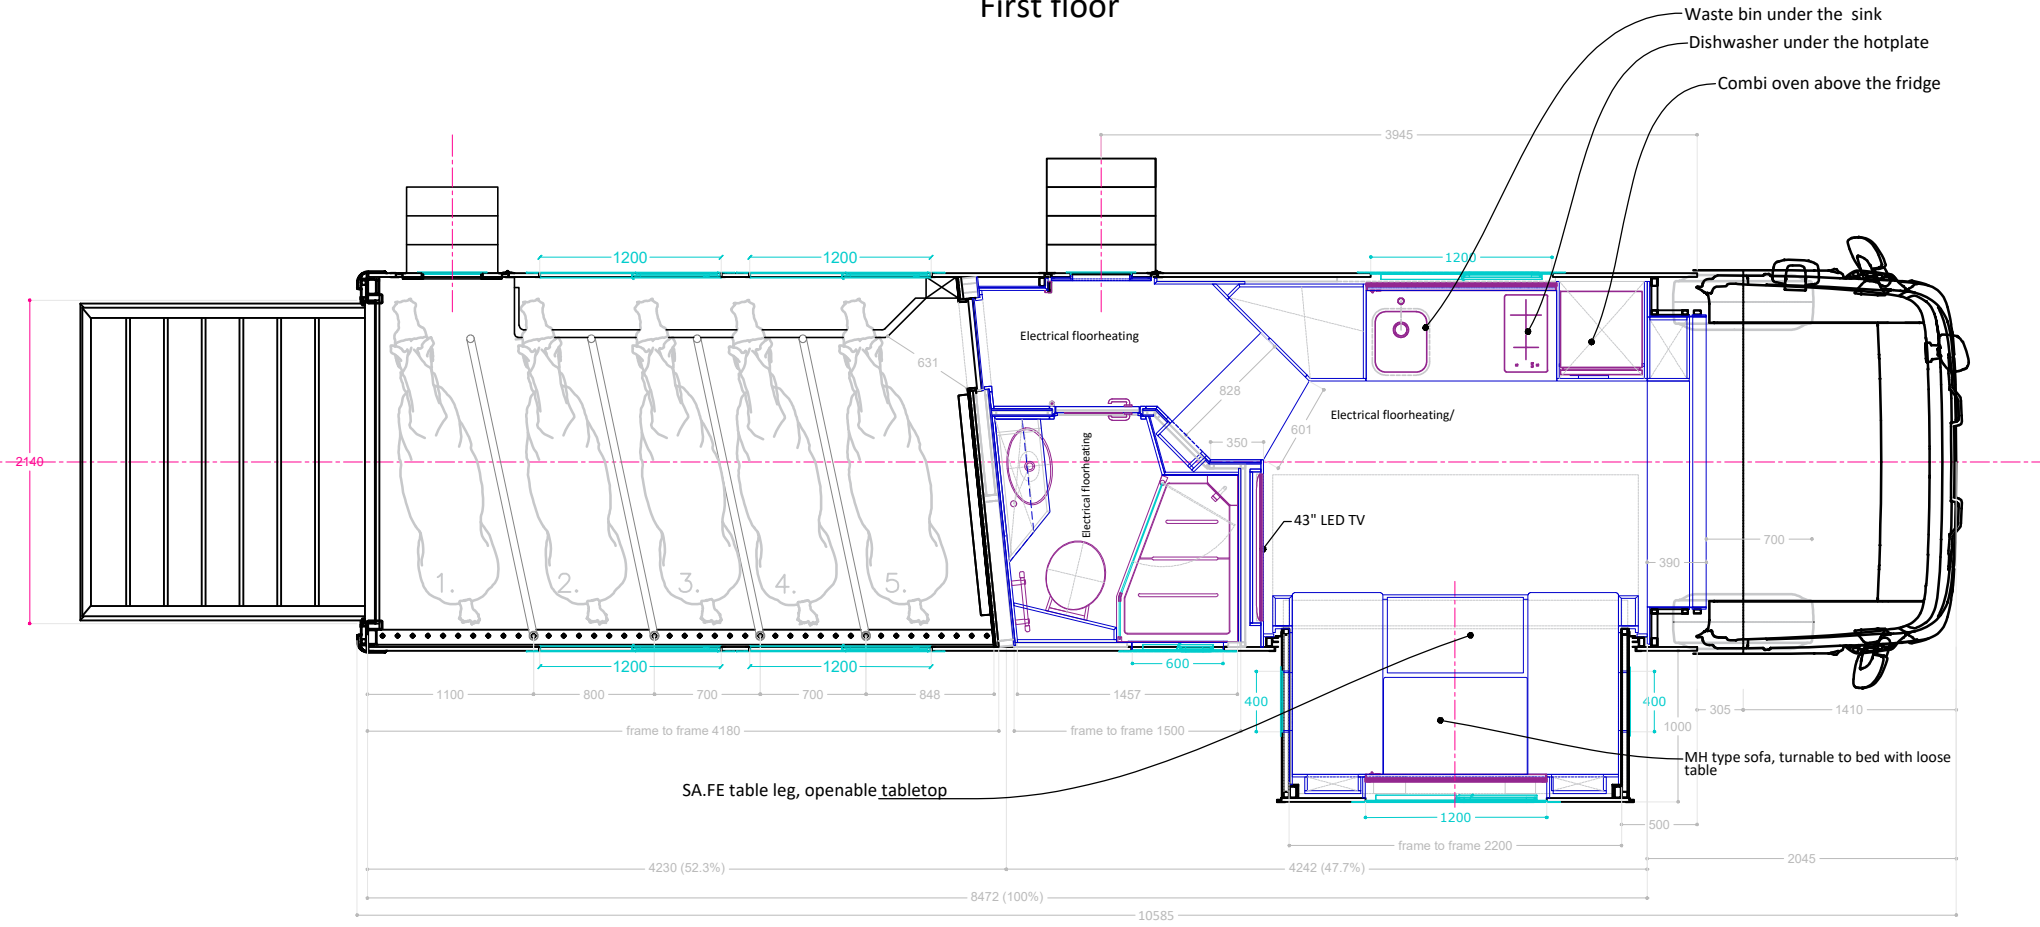 First floor
Waste bin under the  sink
Dishwasher under the hotplate
Combi oven above the fridge
3945
1200
1200
1200
Electrical floorheating
631
828
Electrical floorheating/
350
601
Electrical floorheating
2140
43" LED TV
700
390
1.
2.
3.
4.
5.
1200
1200
600
1100
800
700
700
848
1457
400
400
305
1410
1000
frame to frame 4180
frame to frame 1500
MH type sofa, turnable to bed with loose
table
SA.FE table leg, openable tabletop
1200
500
frame to frame 2200
2045
4230 (52.3%)
4242 (47.7%)
8472 (100%)
10585